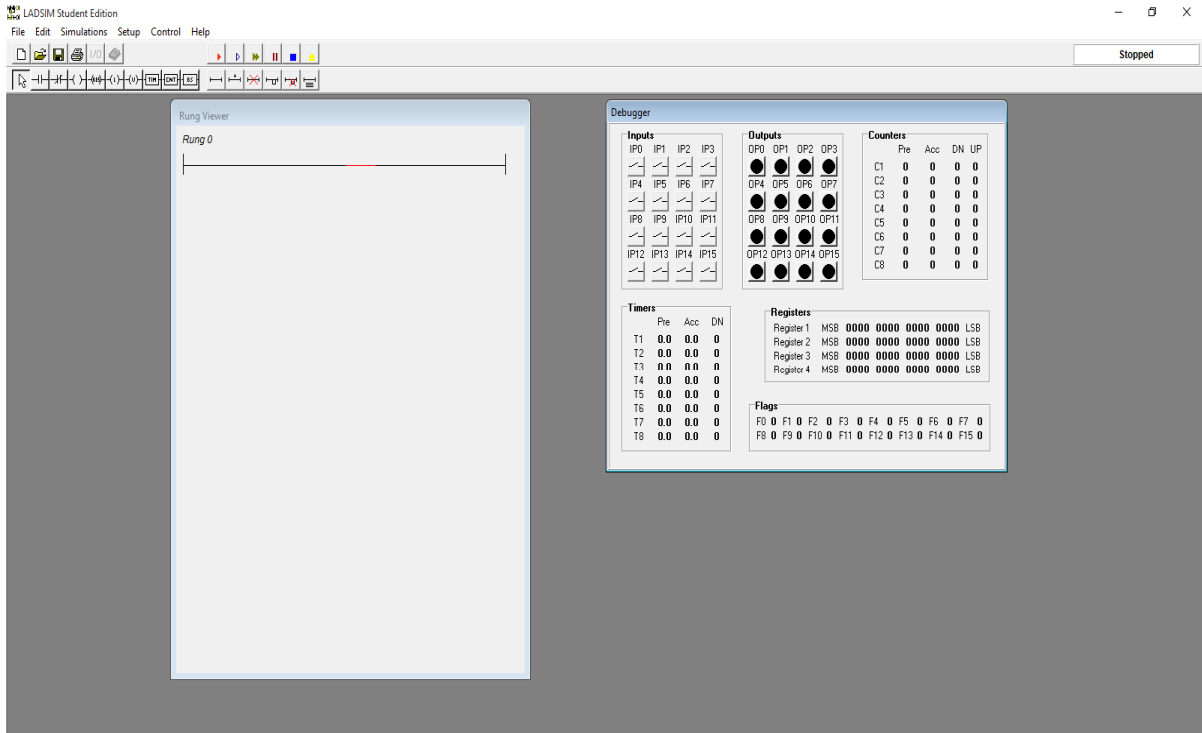 LADSIM Student Edition
File Edit Simulations Setup Control Help
I/O
Stopped
(RS) (L) (U) TIM CNT BS
Rung Viewer
Rung 0
Debugger
Inputs
IP0 IP1 IP2 IP3
IP4 IP5 IP6 IP7
IP8 IP9 IP10 IP11
IP12 IP13 IP14 IP15
Outputs
OP0 OP1 OP2 OP3
OP4 OP5 OP6 OP7
OP8 OP9 OP10 OP11
OP12 OP13 OP14 OP15
Counters
Pre Acc DN UP
C1 0 0 0 0
C2 0 0 0 0
C3 0 0 0 0
C4 0 0 0 0
C5 0 0 0 0
C6 0 0 0 0
C7 0 0 0 0
C8 0 0 0 0
Timers
Pre Acc DN
T1 0.0 0.0 0
T2 0.0 0.0 0
T3 0.0 0.0 0
T4 0.0 0.0 0
T5 0.0 0.0 0
T6 0.0 0.0 0
T7 0.0 0.0 0
T8 0.0 0.0 0
Registers
Register 1 MSB 0000 0000 0000 0000 LSB
Register 2 MSB 0000 0000 0000 0000 LSB
Register 3 MSB 0000 0000 0000 0000 LSB
Register 4 MSB 0000 0000 0000 0000 LSB
Flags
F0 0 F1 0 F2 0 F3 0 F4 0 F5 0 F6 0 F7 0
F8 0 F9 0 F10 0 F11 0 F12 0 F13 0 F14 0 F15 0